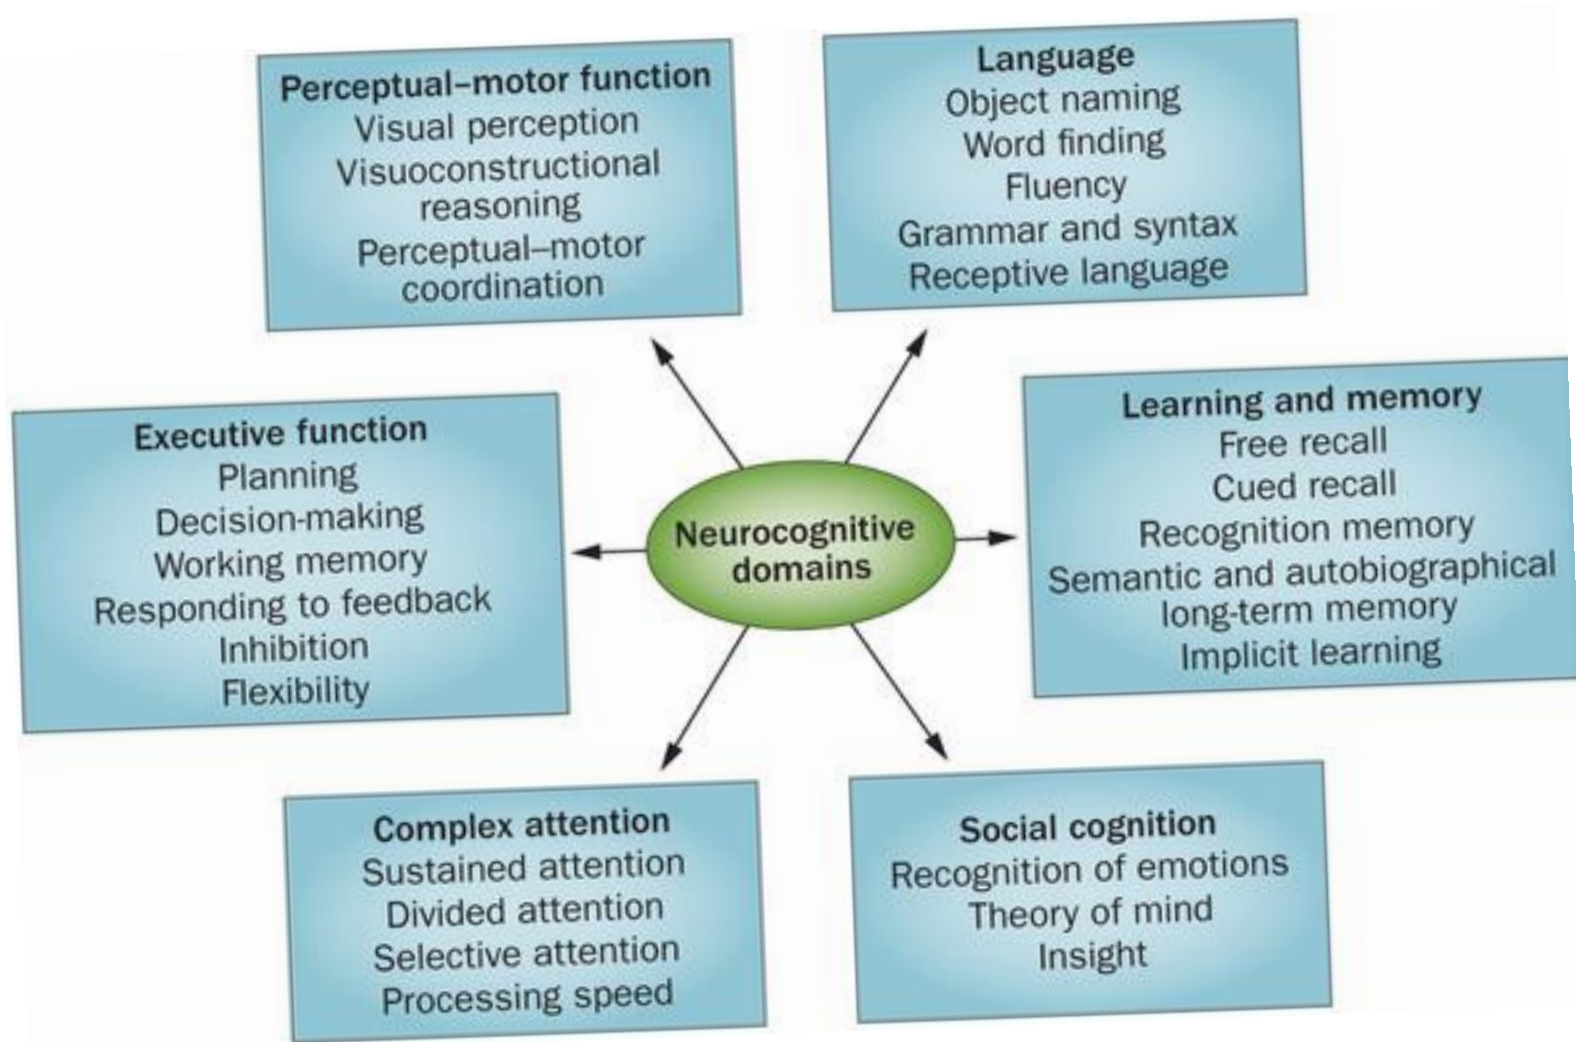 Perceptual–motor function
Visual perception
Visuoconstructional
reasoning
Perceptual–motor
coordination
Language
Object naming
Word finding
Fluency
Grammar and syntax
Receptive language
Executive function
Planning
Decision-making
Working memory
Responding to feedback
Inhibition
Flexibility
Neurocognitive
domains
Learning and memory
Free recall
Cued recall
Recognition memory
Semantic and autobiographical
long-term memory
Implicit learning
Complex attention
Sustained attention
Divided attention
Selective attention
Processing speed
Social cognition
Recognition of emotions
Theory of mind
Insight